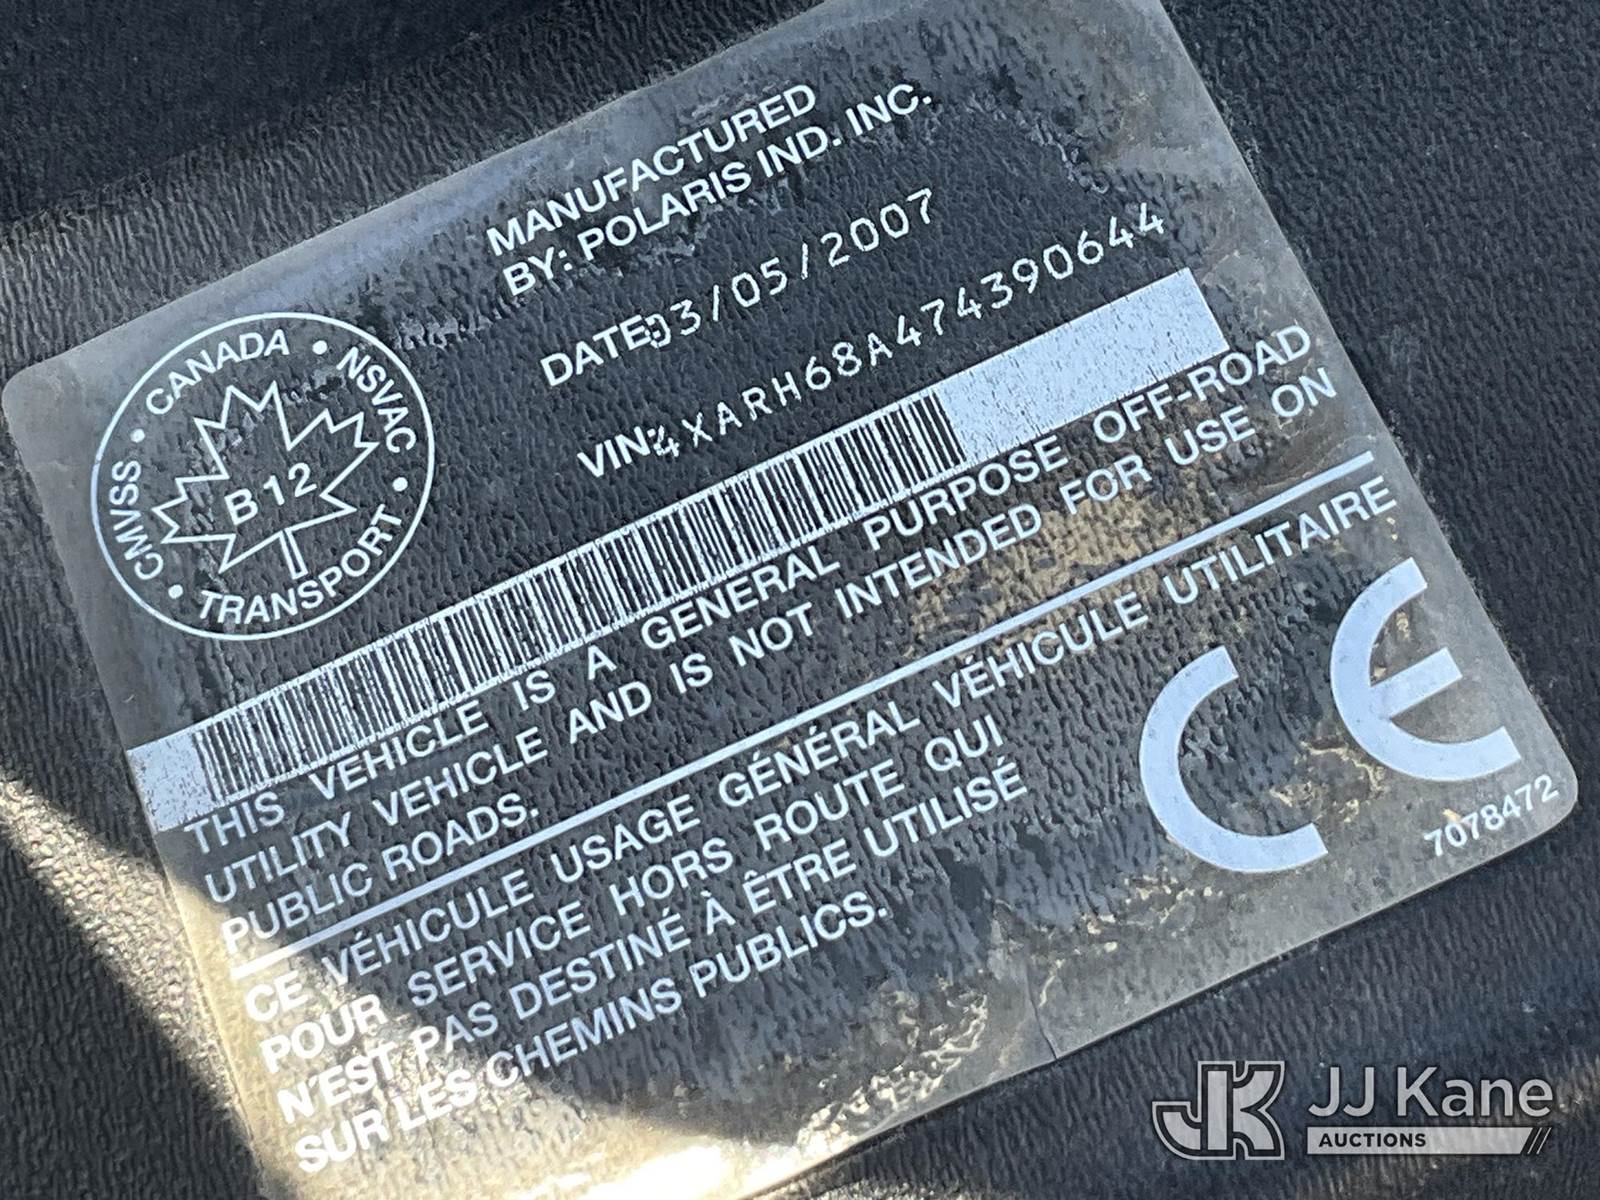 MANUFACTURED
BY: POLARIS IND. INC.
DATE: 03/05/2007
VIN: 4XARH68A474390644
CMVSS • CANADA • NSVAC • TRANSPORT •
B12
THIS VEHICLE IS A GENERAL PURPOSE OFF-ROAD
UTILITY VEHICLE AND IS NOT INTENDED FOR USE ON
PUBLIC ROADS.
CE VÉHICULE USAGE GÉNÉRAL VÉHICULE UTILITAIRE
POUR SERVICE HORS ROUTE QUI
N'EST PAS DESTINÉ À ÊTRE UTILISÉ
SUR LES CHEMINS PUBLICS.
CE
7078472
JK JJ Kane
AUCTIONS